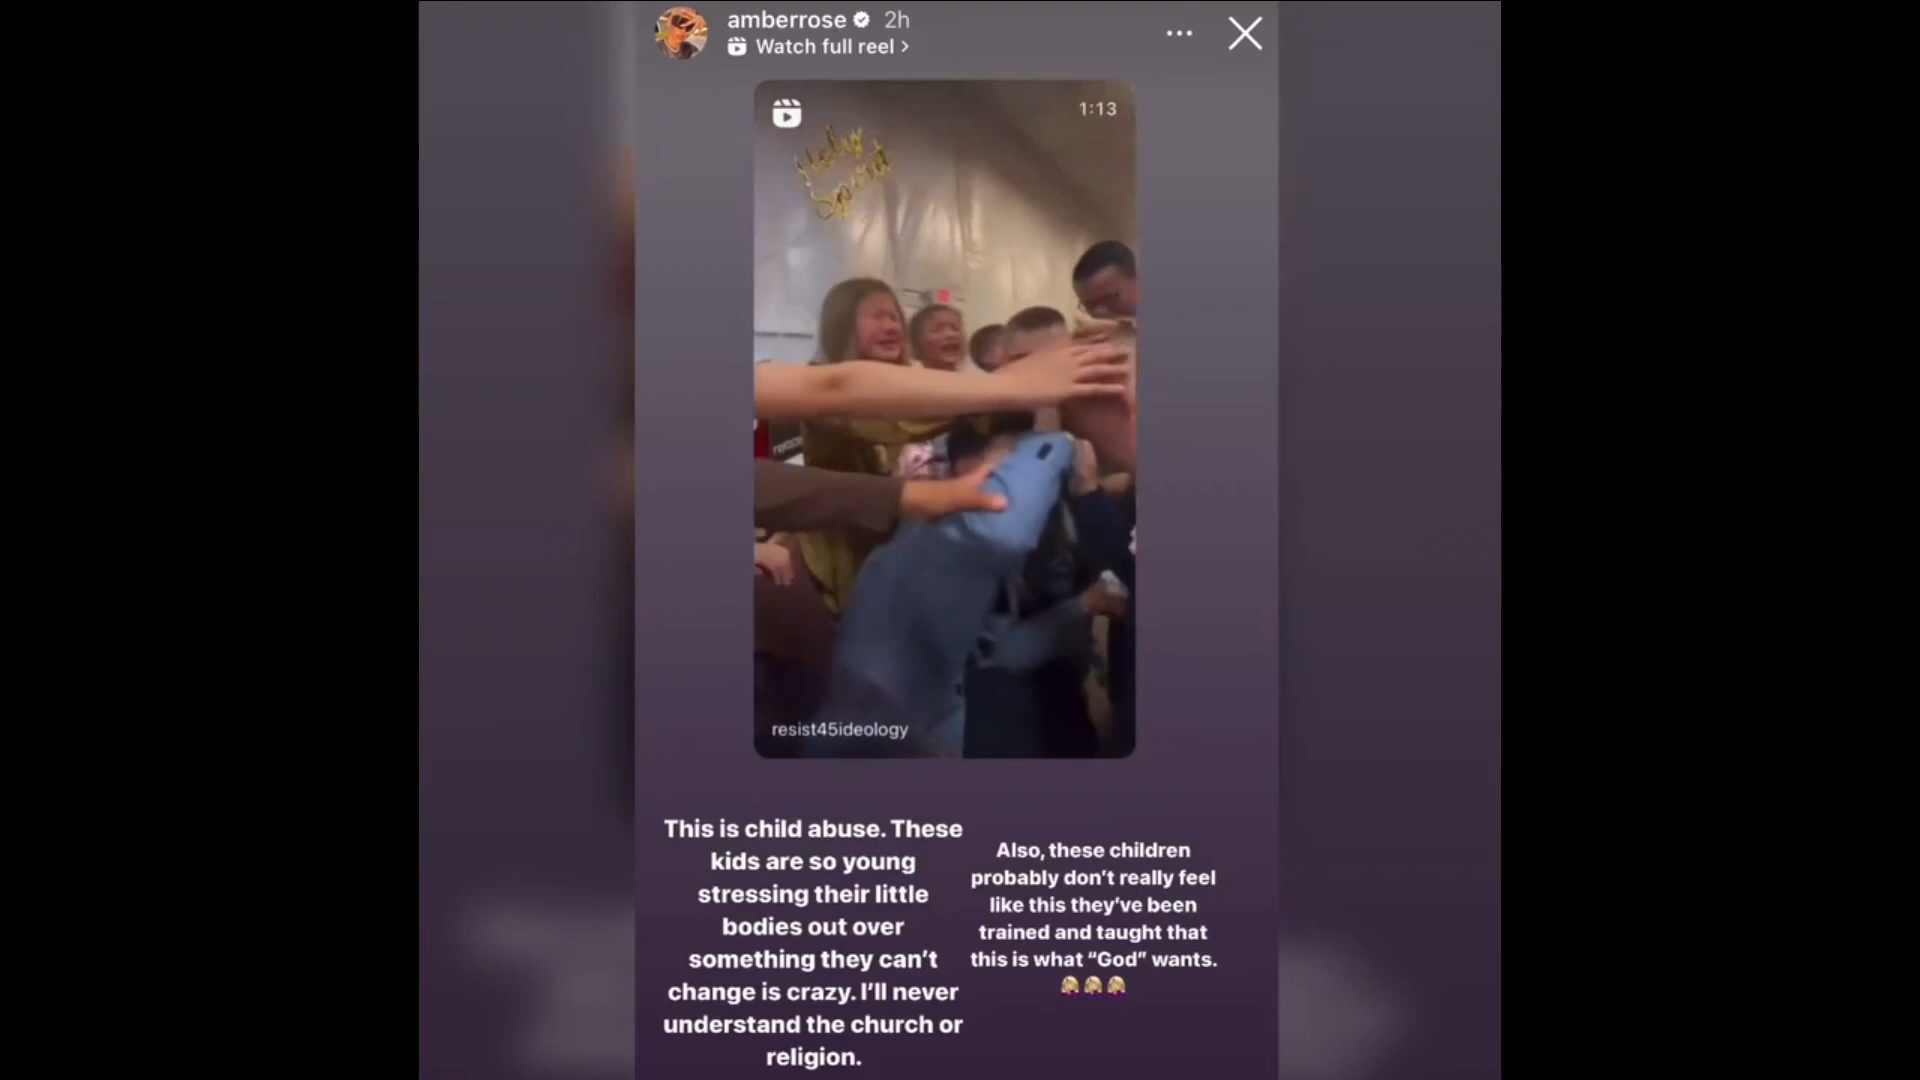 amberrose 2h
Watch full reel >
1:13
Holy
Spirit
resist45ideology
This is child abuse. These
kids are so young
stressing their little
bodies out over
something they can't
change is crazy. I'll never
understand the church or
religion.
Also, these children
probably don't really feel
like this they've been
trained and taught that
this is what “God” wants.